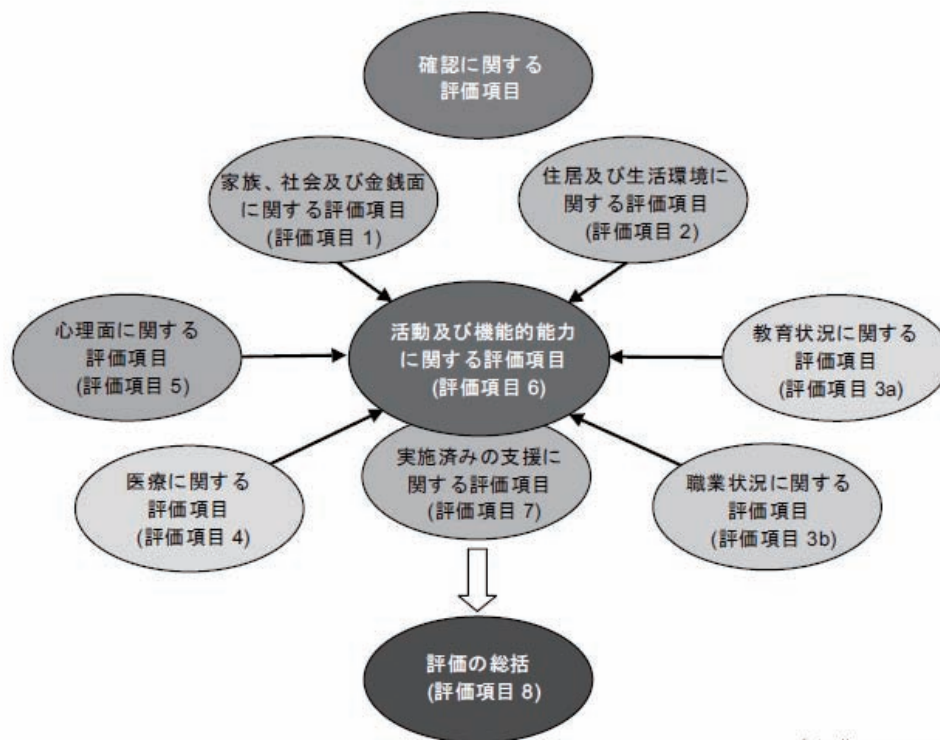 確認に関する
評価項目
家族、社会及び金銭面
に関する評価項目
(評価項目 1)
住居及び生活環境に
関する評価項目
(評価項目 2)
心理面に関する
評価項目
(評価項目 5)
活動及び機能的能力
に関する評価項目
(評価項目 6)
教育状況に関する
評価項目
(評価項目 3a)
医療に関する
評価項目
(評価項目 4)
実施済みの支援に
関する評価項目
(評価項目 7)
職業状況に関する
評価項目
(評価項目 3b)
評価の総括
(評価項目 8)